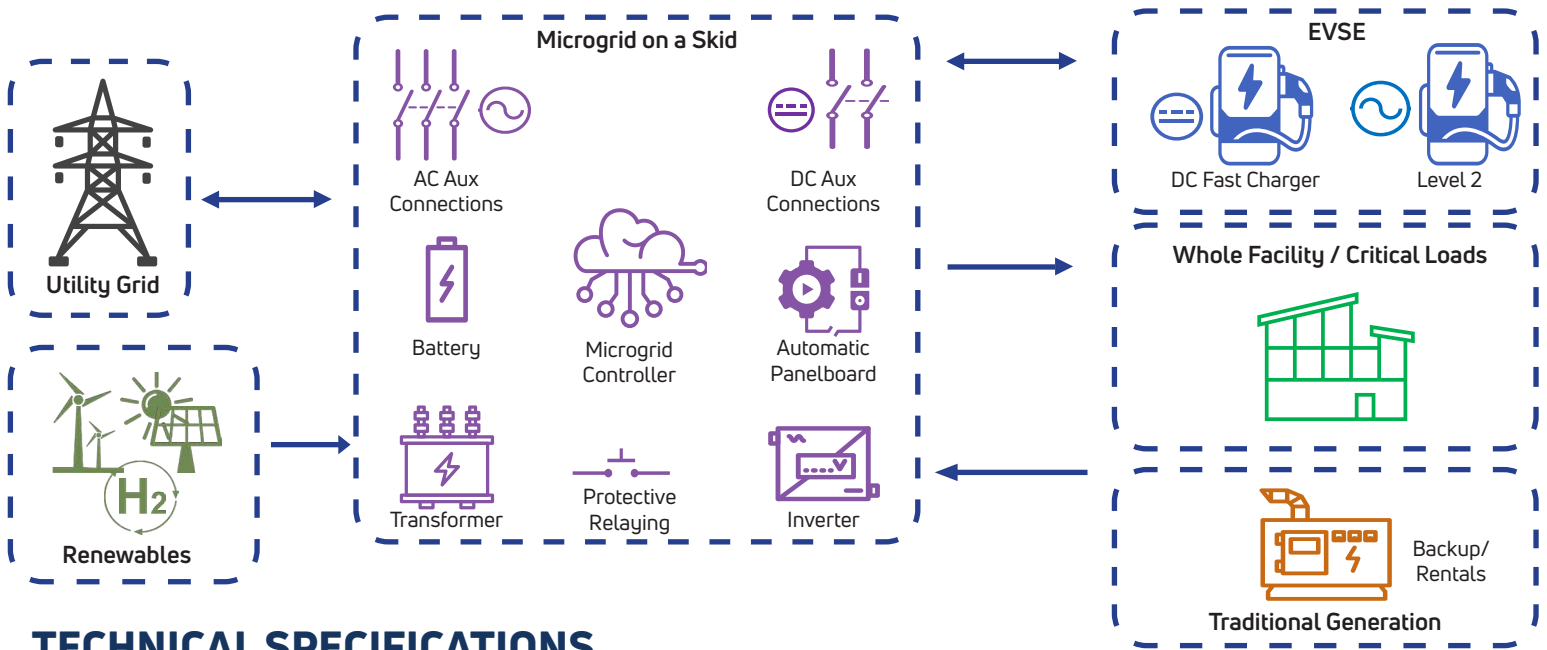 Microgrid on a Skid
AC Aux
Connections
DC Aux
Connections
Battery
Microgrid
Controller
Automatic
Panelboard
Transformer
Protective
Relaying
Inverter
Utility Grid
H2
Renewables
EVSE
DC Fast Charger
Level 2
Whole Facility / Critical Loads
Backup/
Rentals
Traditional Generation
TECHNICAL SPECIFICATIONS